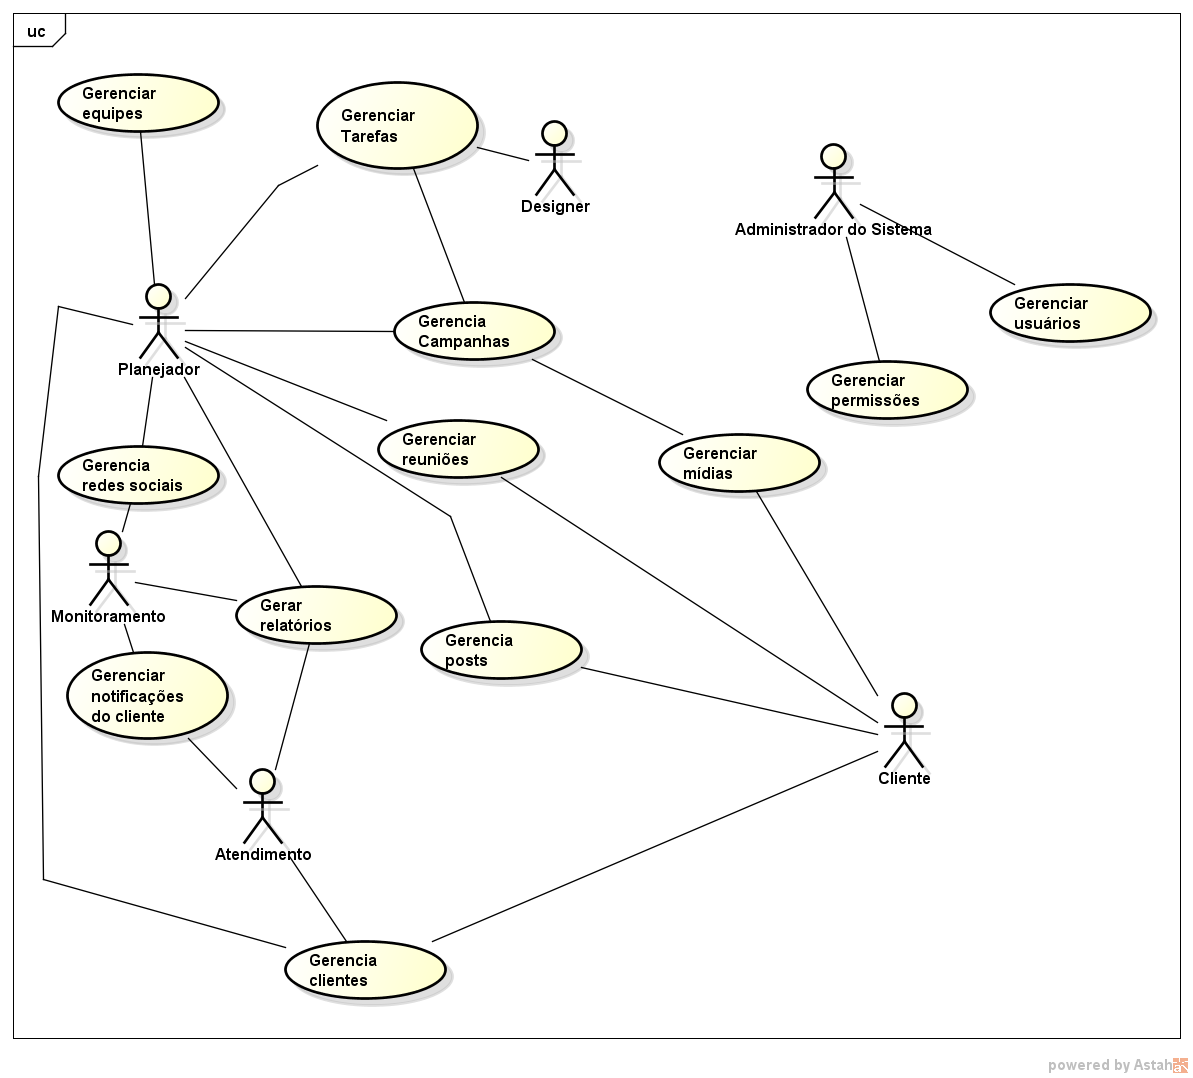 uc
Gerenciar
equipes
Gerenciar
Tarefas
Designer
Administrador do Sistema
Gerenciar
usuários
Planejador
Gerencia
Campanhas
Gerenciar
permissões
Gerenciar
reuniões
Gerenciar
mídias
Gerencia
redes sociais
Monitoramento
Gerar
relatórios
Gerencia
posts
Gerenciar
notificações
do cliente
Cliente
Atendimento
Gerencia
clientes
powered by Astah